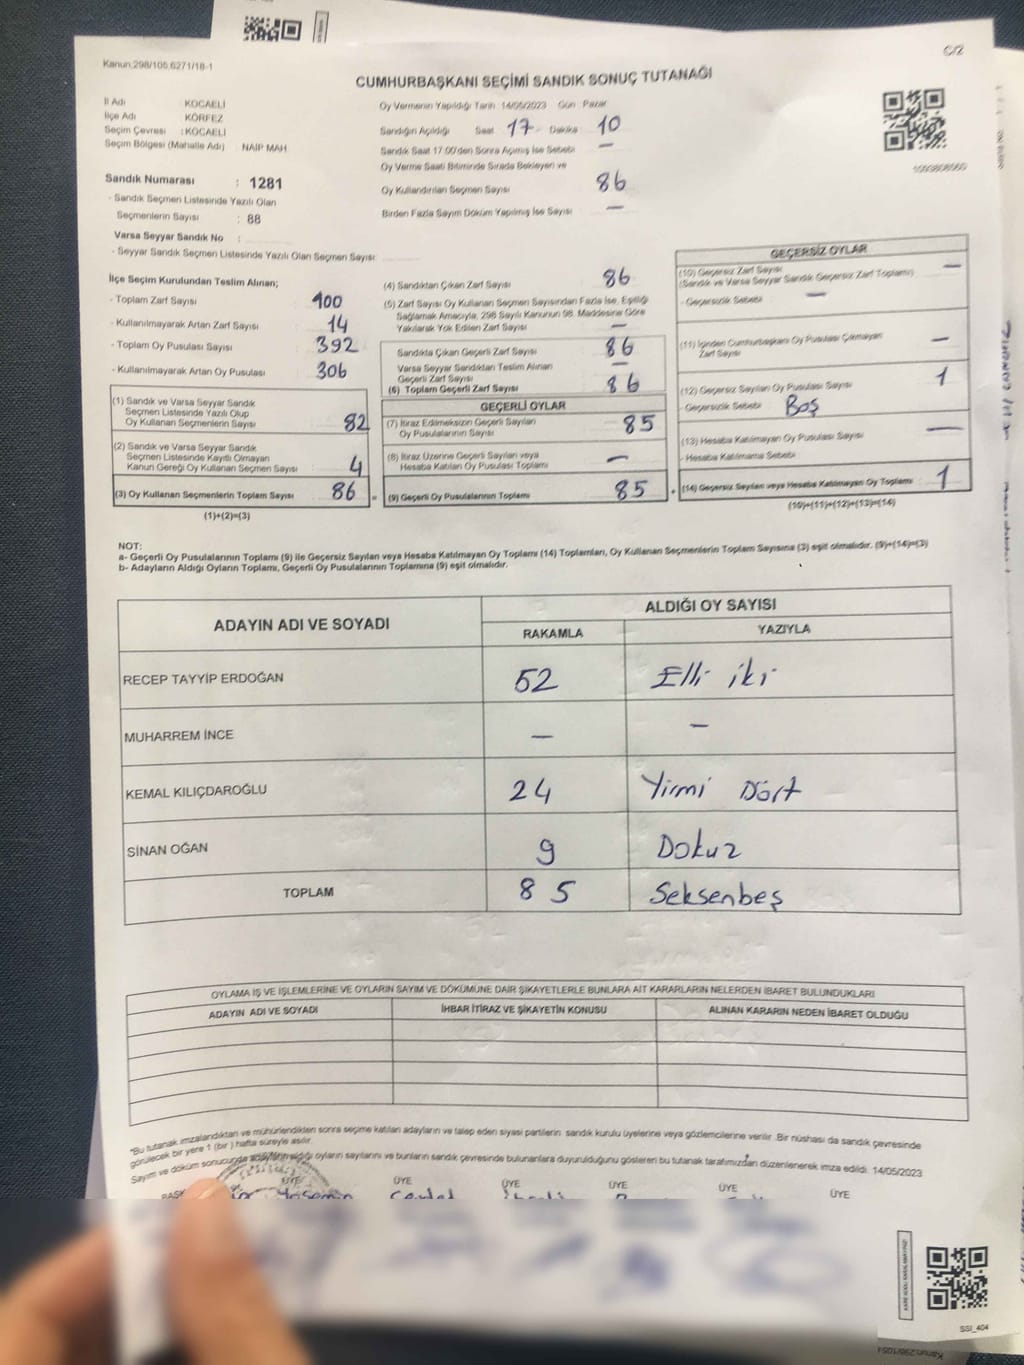 C/2
Kanun.298/105.6271/18-1
CUMHURBAŞKANI SEÇİMİ SANDIK SONUÇ TUTANAĞI
İl Adı KOCAELİ
İlçe Adı KÖRFEZ
Seçim Çevresi : KOCAELİ
Seçim Bölgesi (Mahalle Adı) NAIP MAH
Sandık Numarası : 1281
- Sandık Seçmen Listesinde Yazılı Olan
Seçmenlerin Sayısı : 88
Varsa Seyyar Sandık No :
- Seyyar Sandık Seçmen Listesinde Yazılı Olan Seçmen Sayısı:
Oy Vermenin Yapıldığı Tarih 14/05/2023 Gün Pazar
Sandığın Açıldığı Saat 17 Dakika 10
Sandık Saat 17:00'den Sonra Açımış İse Sebebi —
Oy Verme Saati Bitiminde Sırada Bekleyen ve
Oy Kullandırılan Seçmen Sayısı 86
Birden Fazla Sayım Döküm Yapılmış İse Sayısı —
İlçe Seçim Kurulundan Teslim Alınan;
- Toplam Zarf Sayısı 400
- Kullanılmayarak Artan Zarf Sayısı 14
- Toplam Oy Pusulası Sayısı 392
- Kullanılmayarak Artan Oy Pusulası 306
(1) Sandık ve Varsa Seyyar Sandık
Seçmen Listesinde Yazılı Olup
Oy Kullanan Seçmenlerin Sayısı 82
(2) Sandık ve Varsa Seyyar Sandık
Seçmen Listesinde Kayıtlı Olmayan
Kanun Gereği Oy Kullanan Seçmen Sayısı 4
(3) Oy Kullanan Seçmenlerin Toplam Sayısı 86 =
(1)+(2)=(3)
(4) Sandıktan Çıkan Zarf Sayısı 86
(5) Zarf Sayısı Oy Kullanan Seçmen Sayısından Fazla İse, Eşitliği
Sağlamak Amacıyla, 298 Sayılı Kanunun 98. Maddesine Göre
Yakılarak Yok Edilen Zarf Sayısı —
Sandıkta Çıkan Geçerli Zarf Sayısı 86
Varsa Seyyar Sandıktan Teslim Alınan
Geçerli Zarf Sayısı
(6) Toplam Geçerli Zarf Sayısı 86
GEÇERLİ OYLAR
(7) İtiraz Edilmeksizin Geçerli Sayılan
Oy Pusulalarının Sayısı 85
(8) İtiraz Üzerine Geçerli Sayılan veya
Hesaba Katılan Oy Pusulası Toplamı —
(9) Geçerli Oy Pusulalarının Toplamı 85 +
GEÇERSİZ OYLAR
(10) Geçersiz Zarf Sayısı —
(Sandık ve Varsa Seyyar Sandık Geçersiz Zarf Toplamı)
- Geçersizlik Sebebi —
(11) İçinden Cumhurbaşkanı Oy Pusulası Çıkmayan
Zarf Sayısı —
(12) Geçersiz Sayılan Oy Pusulası Sayısı 1
- Geçersizlik Sebebi Boş
(13) Hesaba Katılmayan Oy Pusulası Sayısı —
- Hesaba Katılmama Sebebi
(14) Geçersiz Sayılan veya Hesaba Katılmayan Oy Toplamı 1
(10)+(11)+(12)+(13)=(14)
NOT:
a- Geçerli Oy Pusulalarının Toplamı (9) ile Geçersiz Sayılan veya Hesaba Katılmayan Oy Toplamı (14) Toplamları, Oy Kullanan Seçmenlerin Toplam Sayısına (3) eşit olmalıdır. (9)+(14)=(3)
b- Adayların Aldığı Oyların Toplamı, Geçerli Oy Pusulalarının Toplamına (9) eşit olmalıdır.
ADAYIN ADI VE SOYADI ALDIĞI OY SAYISI
RAKAMLA YAZIYLA
RECEP TAYYİP ERDOĞAN 52 Elli iki
MUHARREM İNCE — —
KEMAL KILIÇDAROĞLU 24 Yirmi Dört
SİNAN OĞAN 9 Dokuz
TOPLAM 85 Seksenbeş
OYLAMA İŞ VE İŞLEMLERİNE VE OYLARIN SAYIM VE DÖKÜMÜNE DAİR ŞİKAYETLERLE BUNLARA AİT KARARLARIN NELERDEN İBARET BULUNDUKLARI
ADAYIN ADI VE SOYADI İHBAR İTİRAZ VE ŞİKAYETİN KONUSU ALINAN KARARIN NEDEN İBARET OLDUĞU
"Bu tutanak imzalandıktan ve mühürlendikten sonra seçime katılan adayların ve talep eden siyasi partilerin sandık kurulu üyelerine veya gözlemcilerine verilir. Bir nüshası da sandık çevresinde
görülecek bir yere 1 (bir) hafta süreyle asılır.
Sayım ve döküm sonucunda adayların aldığı oyların sayılarını ve bunların sandık çevresinde bulunanlara duyurulduğunu gösteren bu tutanak tarafımızdan düzenlenerek imza edildi. 14/05/2023
ÜYE ÜYE ÜYE ÜYE ÜYE ÜYE
SSI_404